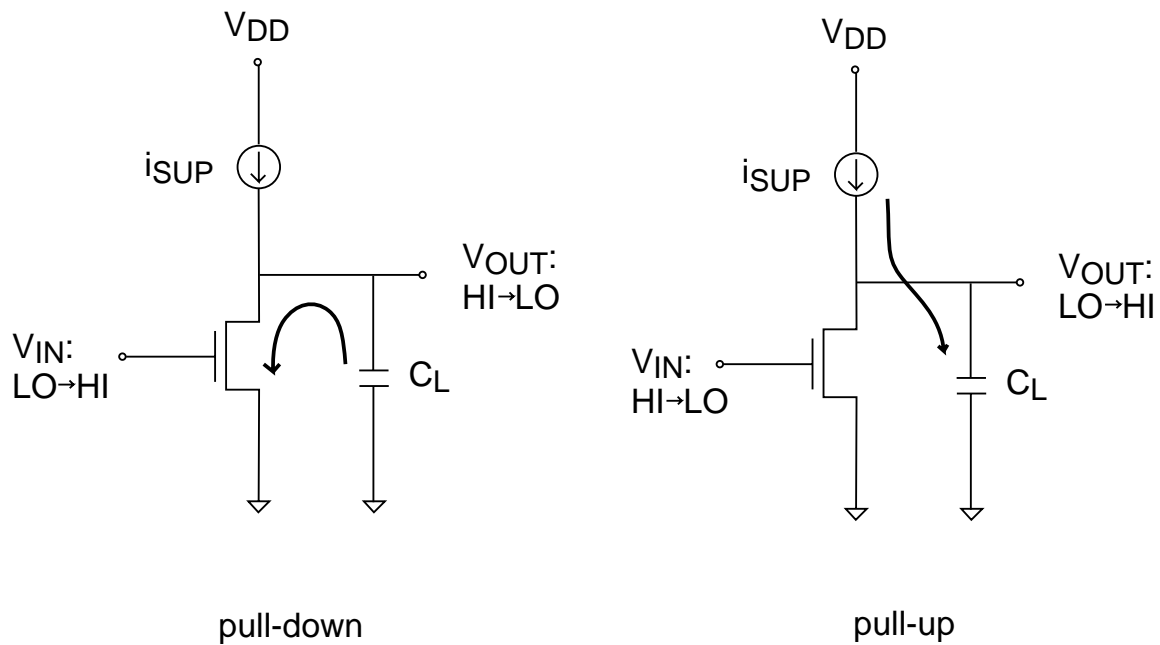 VDD
iSUP
VOUT:
HI→LO
VIN:
LO→HI
CL
pull-down
VDD
iSUP
VOUT:
LO→HI
VIN:
HI→LO
CL
pull-up